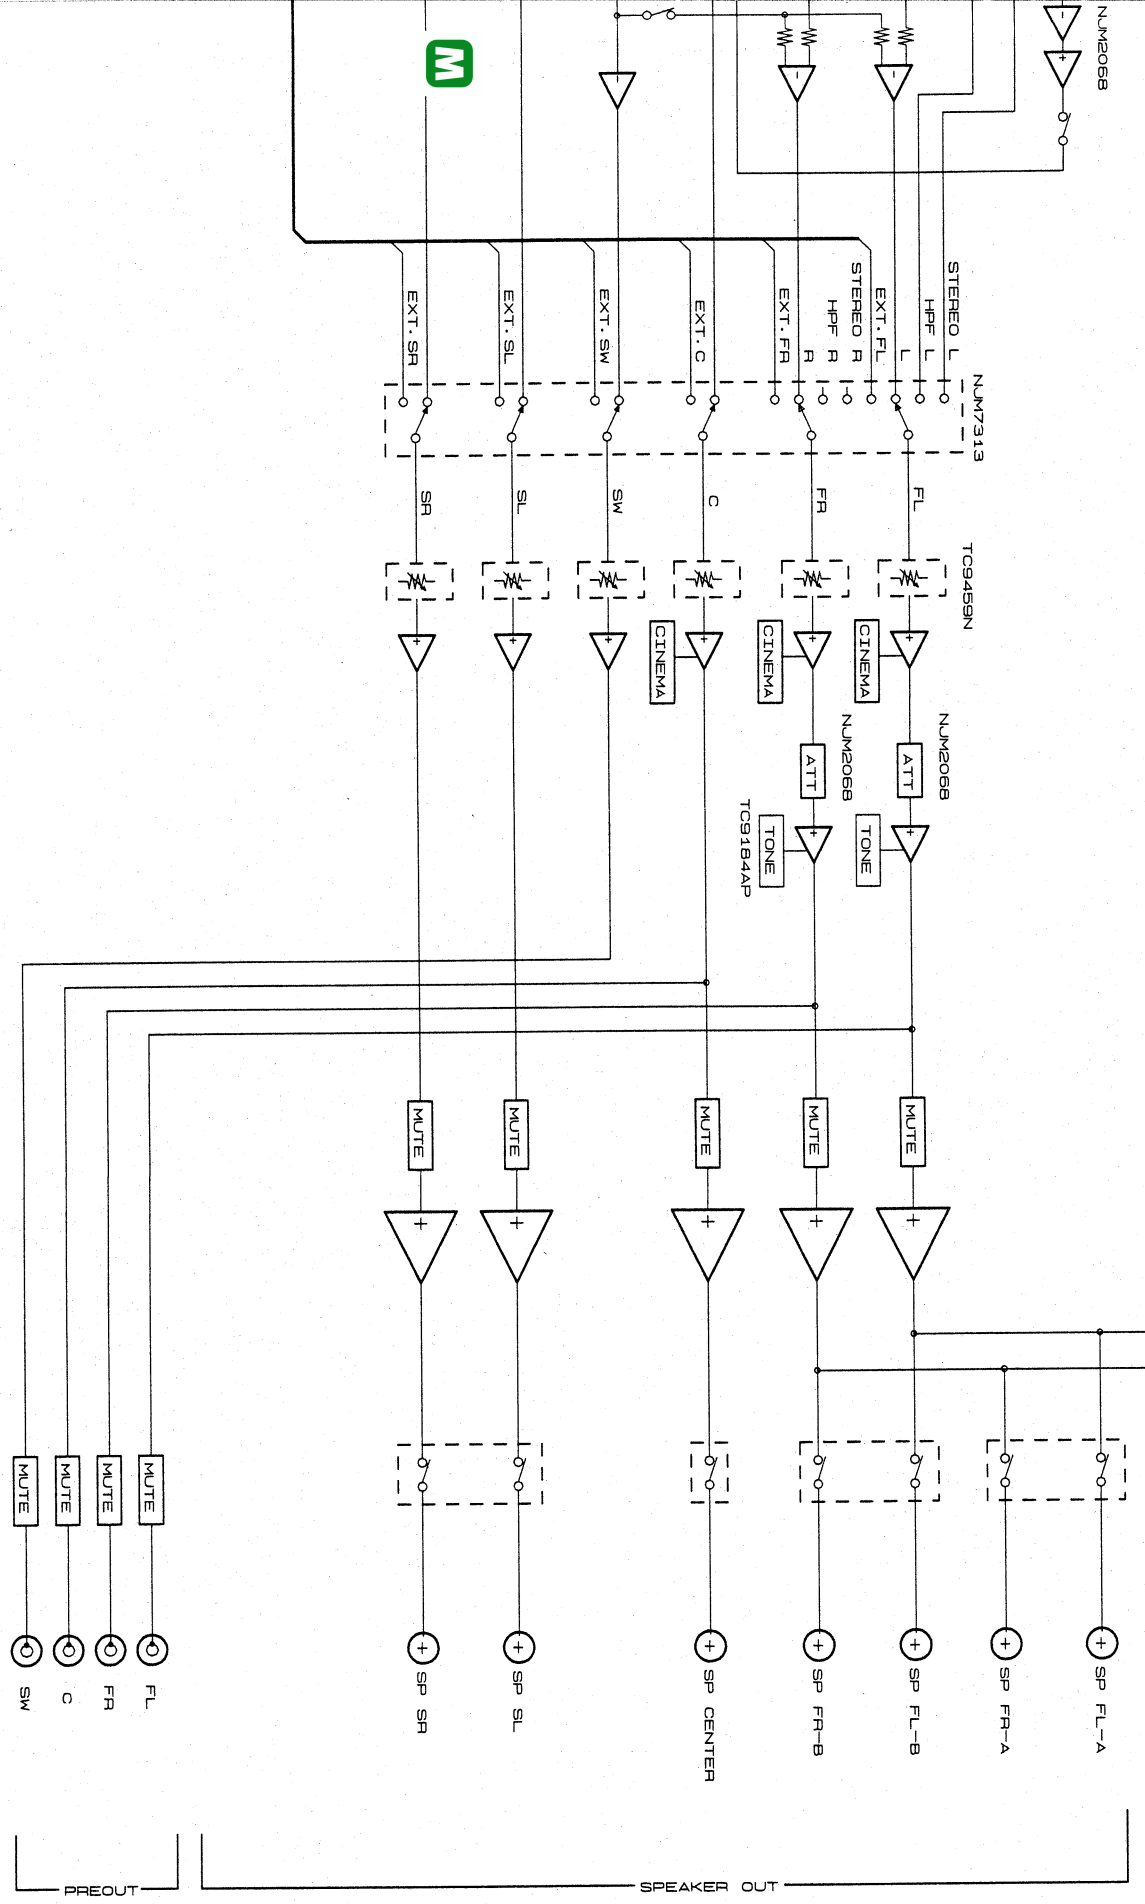 NJM2068
M
STEREO L
HPF L
L
EXT.FL
STEREO R
HPF R
R
EXT.FR
EXT.C
EXT.SW
EXT.SL
EXT.SR
NJM7313
FL
FR
C
SW
SL
SR
TC9459N
CINEMA
CINEMA
CINEMA
NJM2068
NJM2068
ATT
ATT
TONE
TONE
TC9184AP
MUTE
MUTE
MUTE
MUTE
MUTE
MUTE
MUTE
MUTE
MUTE
SP FL-A
SP FR-A
SP FL-B
SP FR-B
SP CENTER
SP SL
SP SR
FL
FR
C
SW
PREOUT
SPEAKER OUT